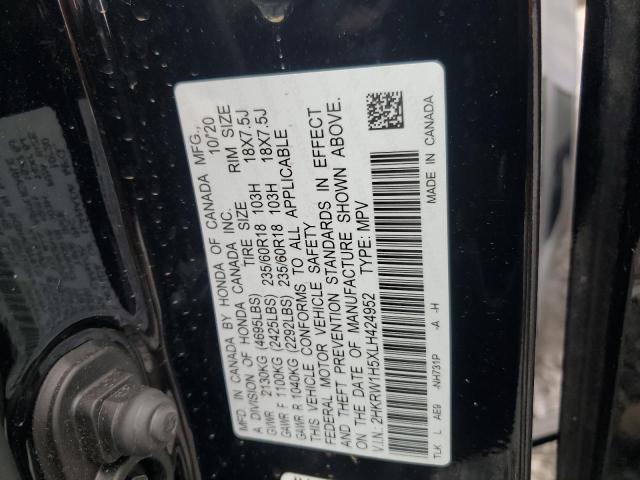 MFD. IN CANADA BY HONDA OF CANADA MFG.,
A DIVISION OF HONDA CANADA INC. 10/20
GVWR 2130KG (4695LBS) TIRE SIZE RIM SIZE
GAWR F 1100KG (2425LBS) 235/60R18 103H 18X7.5J
GAWR R 1040KG (2292LBS) 235/60R18 103H 18X7.5J
THIS VEHICLE CONFORMS TO ALL APPLICABLE
FEDERAL MOTOR VEHICLE SAFETY
AND THEFT PREVENTION STANDARDS IN EFFECT
ON THE DATE OF MANUFACTURE SHOWN ABOVE.
V.I.N. 2HKRW1H5XLH424952 TYPE: MPV
TLK L AE9 NH731P -A -H MADE IN CANADA